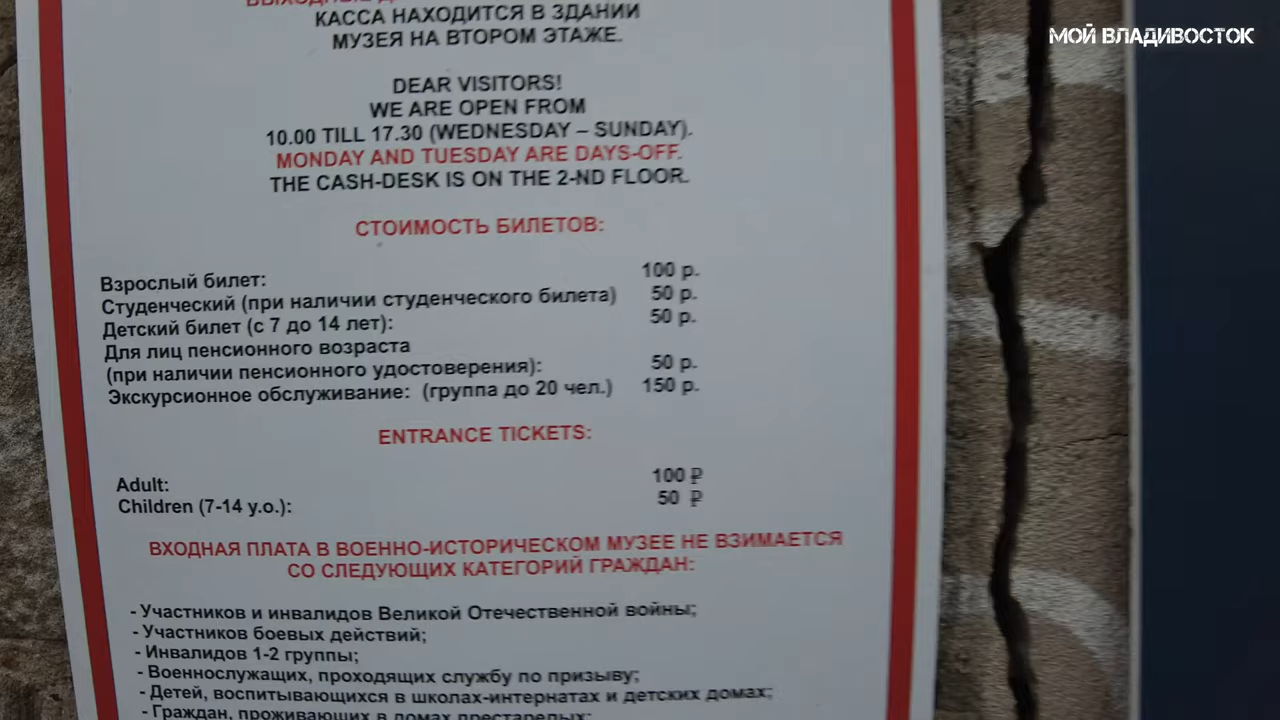 ВЫХОДНЫЕ
КАССА НАХОДИТСЯ В ЗДАНИИ
МУЗЕЯ НА ВТОРОМ ЭТАЖЕ.
МОЙ ВЛАДИВОСТОК
DEAR VISITORS!
WE ARE OPEN FROM
10.00 TILL 17.30 (WEDNESDAY – SUNDAY).
MONDAY AND TUESDAY ARE DAYS-OFF.
THE CASH-DESK IS ON THE 2-ND FLOOR.
СТОИМОСТЬ БИЛЕТОВ:
Взрослый билет: 100 р.
Студенческий (при наличии студенческого билета) 50 р.
Детский билет (с 7 до 14 лет): 50 р.
Для лиц пенсионного возраста
(при наличии пенсионного удостоверения): 50 р.
Экскурсионное обслуживание: (группа до 20 чел.) 150 р.
ENTRANCE TICKETS:
Adult: 100 ₽
Children (7-14 y.o.): 50 ₽
ВХОДНАЯ ПЛАТА В ВОЕННО-ИСТОРИЧЕСКОМ МУЗЕЕ НЕ ВЗИМАЕТСЯ
СО СЛЕДУЮЩИХ КАТЕГОРИЙ ГРАЖДАН:
- Участников и инвалидов Великой Отечественной войны;
- Участников боевых действий;
- Инвалидов 1-2 группы;
- Военнослужащих, проходящих службу по призыву;
- Детей, воспитывающихся в школах-интернатах и детских домах;
- Граждан, проживающих в домах престарелых;